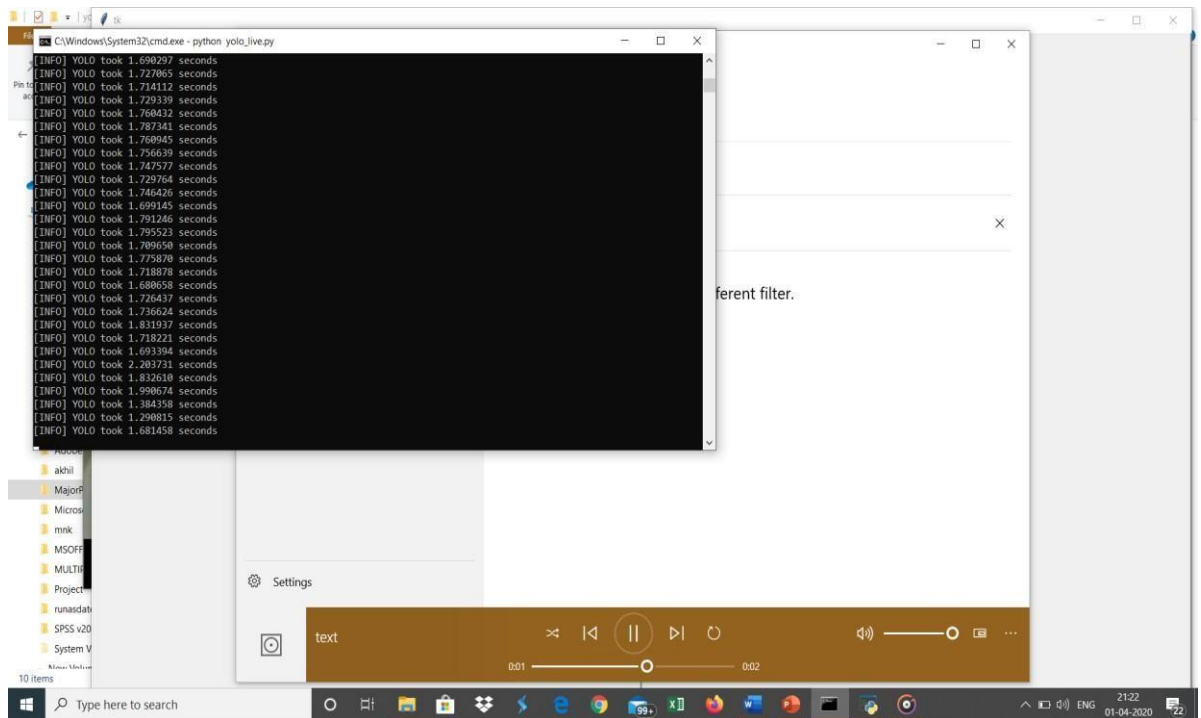 tk
C:\Windows\System32\cmd.exe - python yolo_live.py
[INFO] YOLO took 1.690297 seconds
[INFO] YOLO took 1.727065 seconds
[INFO] YOLO took 1.714112 seconds
[INFO] YOLO took 1.729339 seconds
[INFO] YOLO took 1.760432 seconds
[INFO] YOLO took 1.787341 seconds
[INFO] YOLO took 1.760945 seconds
[INFO] YOLO took 1.756639 seconds
[INFO] YOLO took 1.747577 seconds
[INFO] YOLO took 1.729764 seconds
[INFO] YOLO took 1.746426 seconds
[INFO] YOLO took 1.699145 seconds
[INFO] YOLO took 1.791246 seconds
[INFO] YOLO took 1.795523 seconds
[INFO] YOLO took 1.709650 seconds
[INFO] YOLO took 1.775870 seconds
[INFO] YOLO took 1.718878 seconds
[INFO] YOLO took 1.680658 seconds
[INFO] YOLO took 1.726437 seconds
[INFO] YOLO took 1.736624 seconds
[INFO] YOLO took 1.831937 seconds
[INFO] YOLO took 1.718221 seconds
[INFO] YOLO took 1.693394 seconds
[INFO] YOLO took 2.203731 seconds
[INFO] YOLO took 1.832610 seconds
[INFO] YOLO took 1.990674 seconds
[INFO] YOLO took 1.384358 seconds
[INFO] YOLO took 1.290815 seconds
[INFO] YOLO took 1.681458 seconds
Pin to
ferent filter.
akhil
MajorP
Micros
mnk
MSOFF
MULTIP
Project
runasdat
SPSS v20
System V
10 items
Settings
text
0:01
0:02
Type here to search
99+
ENG
21:22
01-04-2020
22